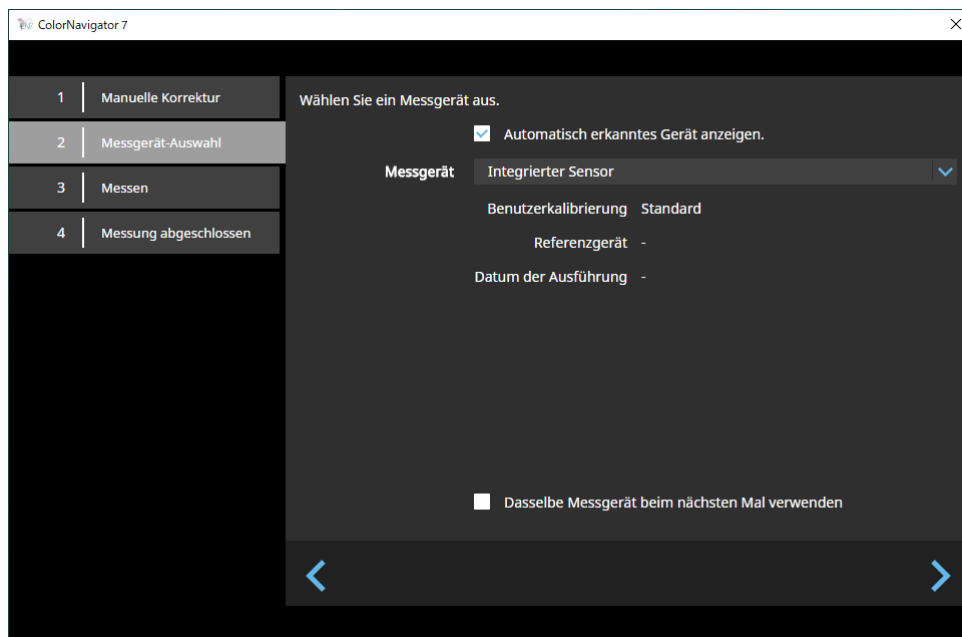 ColorNavigator 7
1 Manuelle Korrektur
2 Messgerät-Auswahl
3 Messen
4 Messung abgeschlossen
Wählen Sie ein Messgerät aus.
Automatisch erkanntes Gerät anzeigen.
Messgerät Integrierter Sensor
Benutzerkalibrierung Standard
Referenzgerät -
Datum der Ausführung -
Dasselbe Messgerät beim nächsten Mal verwenden